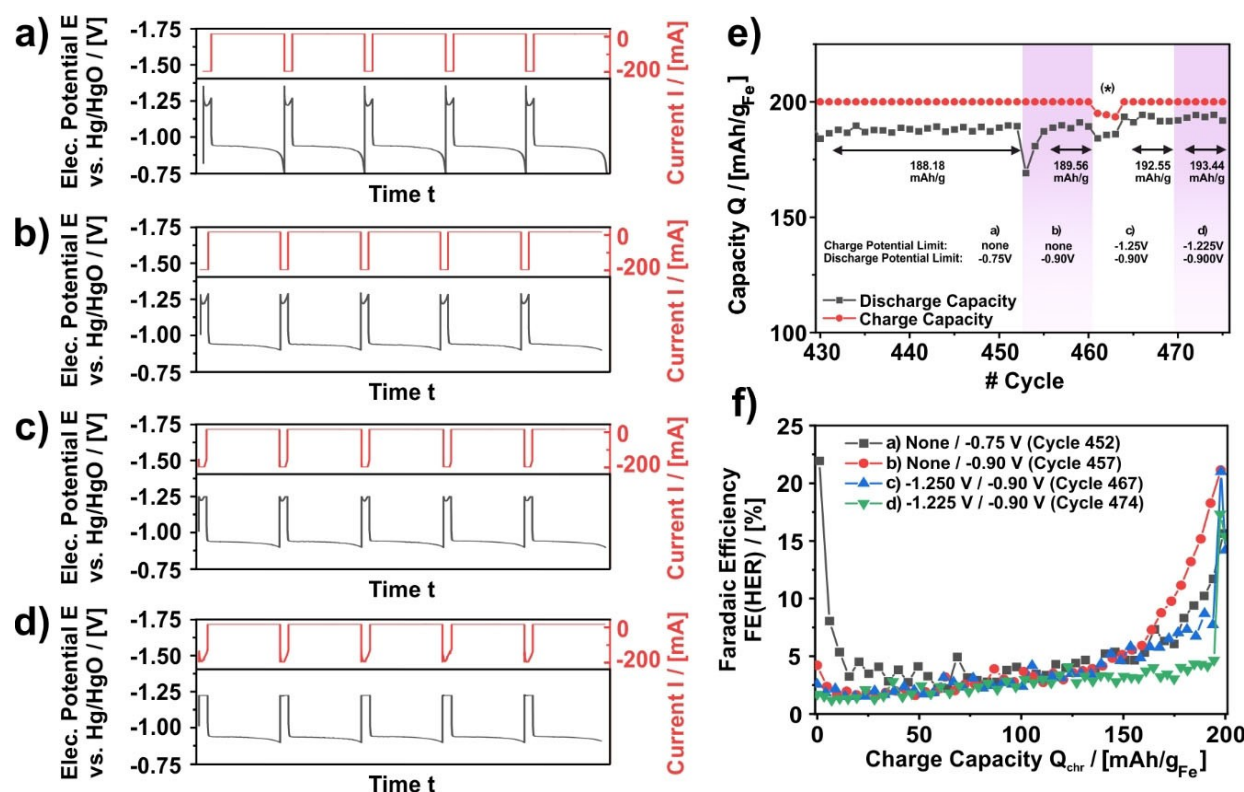 a)
Elec. Potential E
vs. Hg/HgO / [V]
-1.75
-1.50
-1.25
-1.00
-0.75
0
-200
Current I / [mA]
Time t
b)
Elec. Potential E
vs. Hg/HgO / [V]
-1.75
-1.50
-1.25
-1.00
-0.75
0
-200
Current I / [mA]
Time t
c)
Elec. Potential E
vs. Hg/HgO / [V]
-1.75
-1.50
-1.25
-1.00
-0.75
0
-200
Current I / [mA]
Time t
d)
Elec. Potential E
vs. Hg/HgO / [V]
-1.75
-1.50
-1.25
-1.00
-0.75
0
-200
Current I / [mA]
Time t
e)
Capacity Q / [mAh/gFe]
200
150
100
(*)
188.18
mAh/g
189.56
mAh/g
192.55
mAh/g
193.44
mAh/g
a) b) c) d)
Charge Potential Limit: none none -1.25V -1.225V
Discharge Potential Limit: -0.75V -0.90V -0.90V -0.900V
Discharge Capacity
Charge Capacity
430 440 450 460 470
# Cycle
f)
Faradaic Efficiency
FE(HER) / [%]
25
20
15
10
5
0
a) None / -0.75 V (Cycle 452)
b) None / -0.90 V (Cycle 457)
c) -1.250 V / -0.90 V (Cycle 467)
d) -1.225 V / -0.90 V (Cycle 474)
0 50 100 150 200
Charge Capacity Qchr / [mAh/gFe]